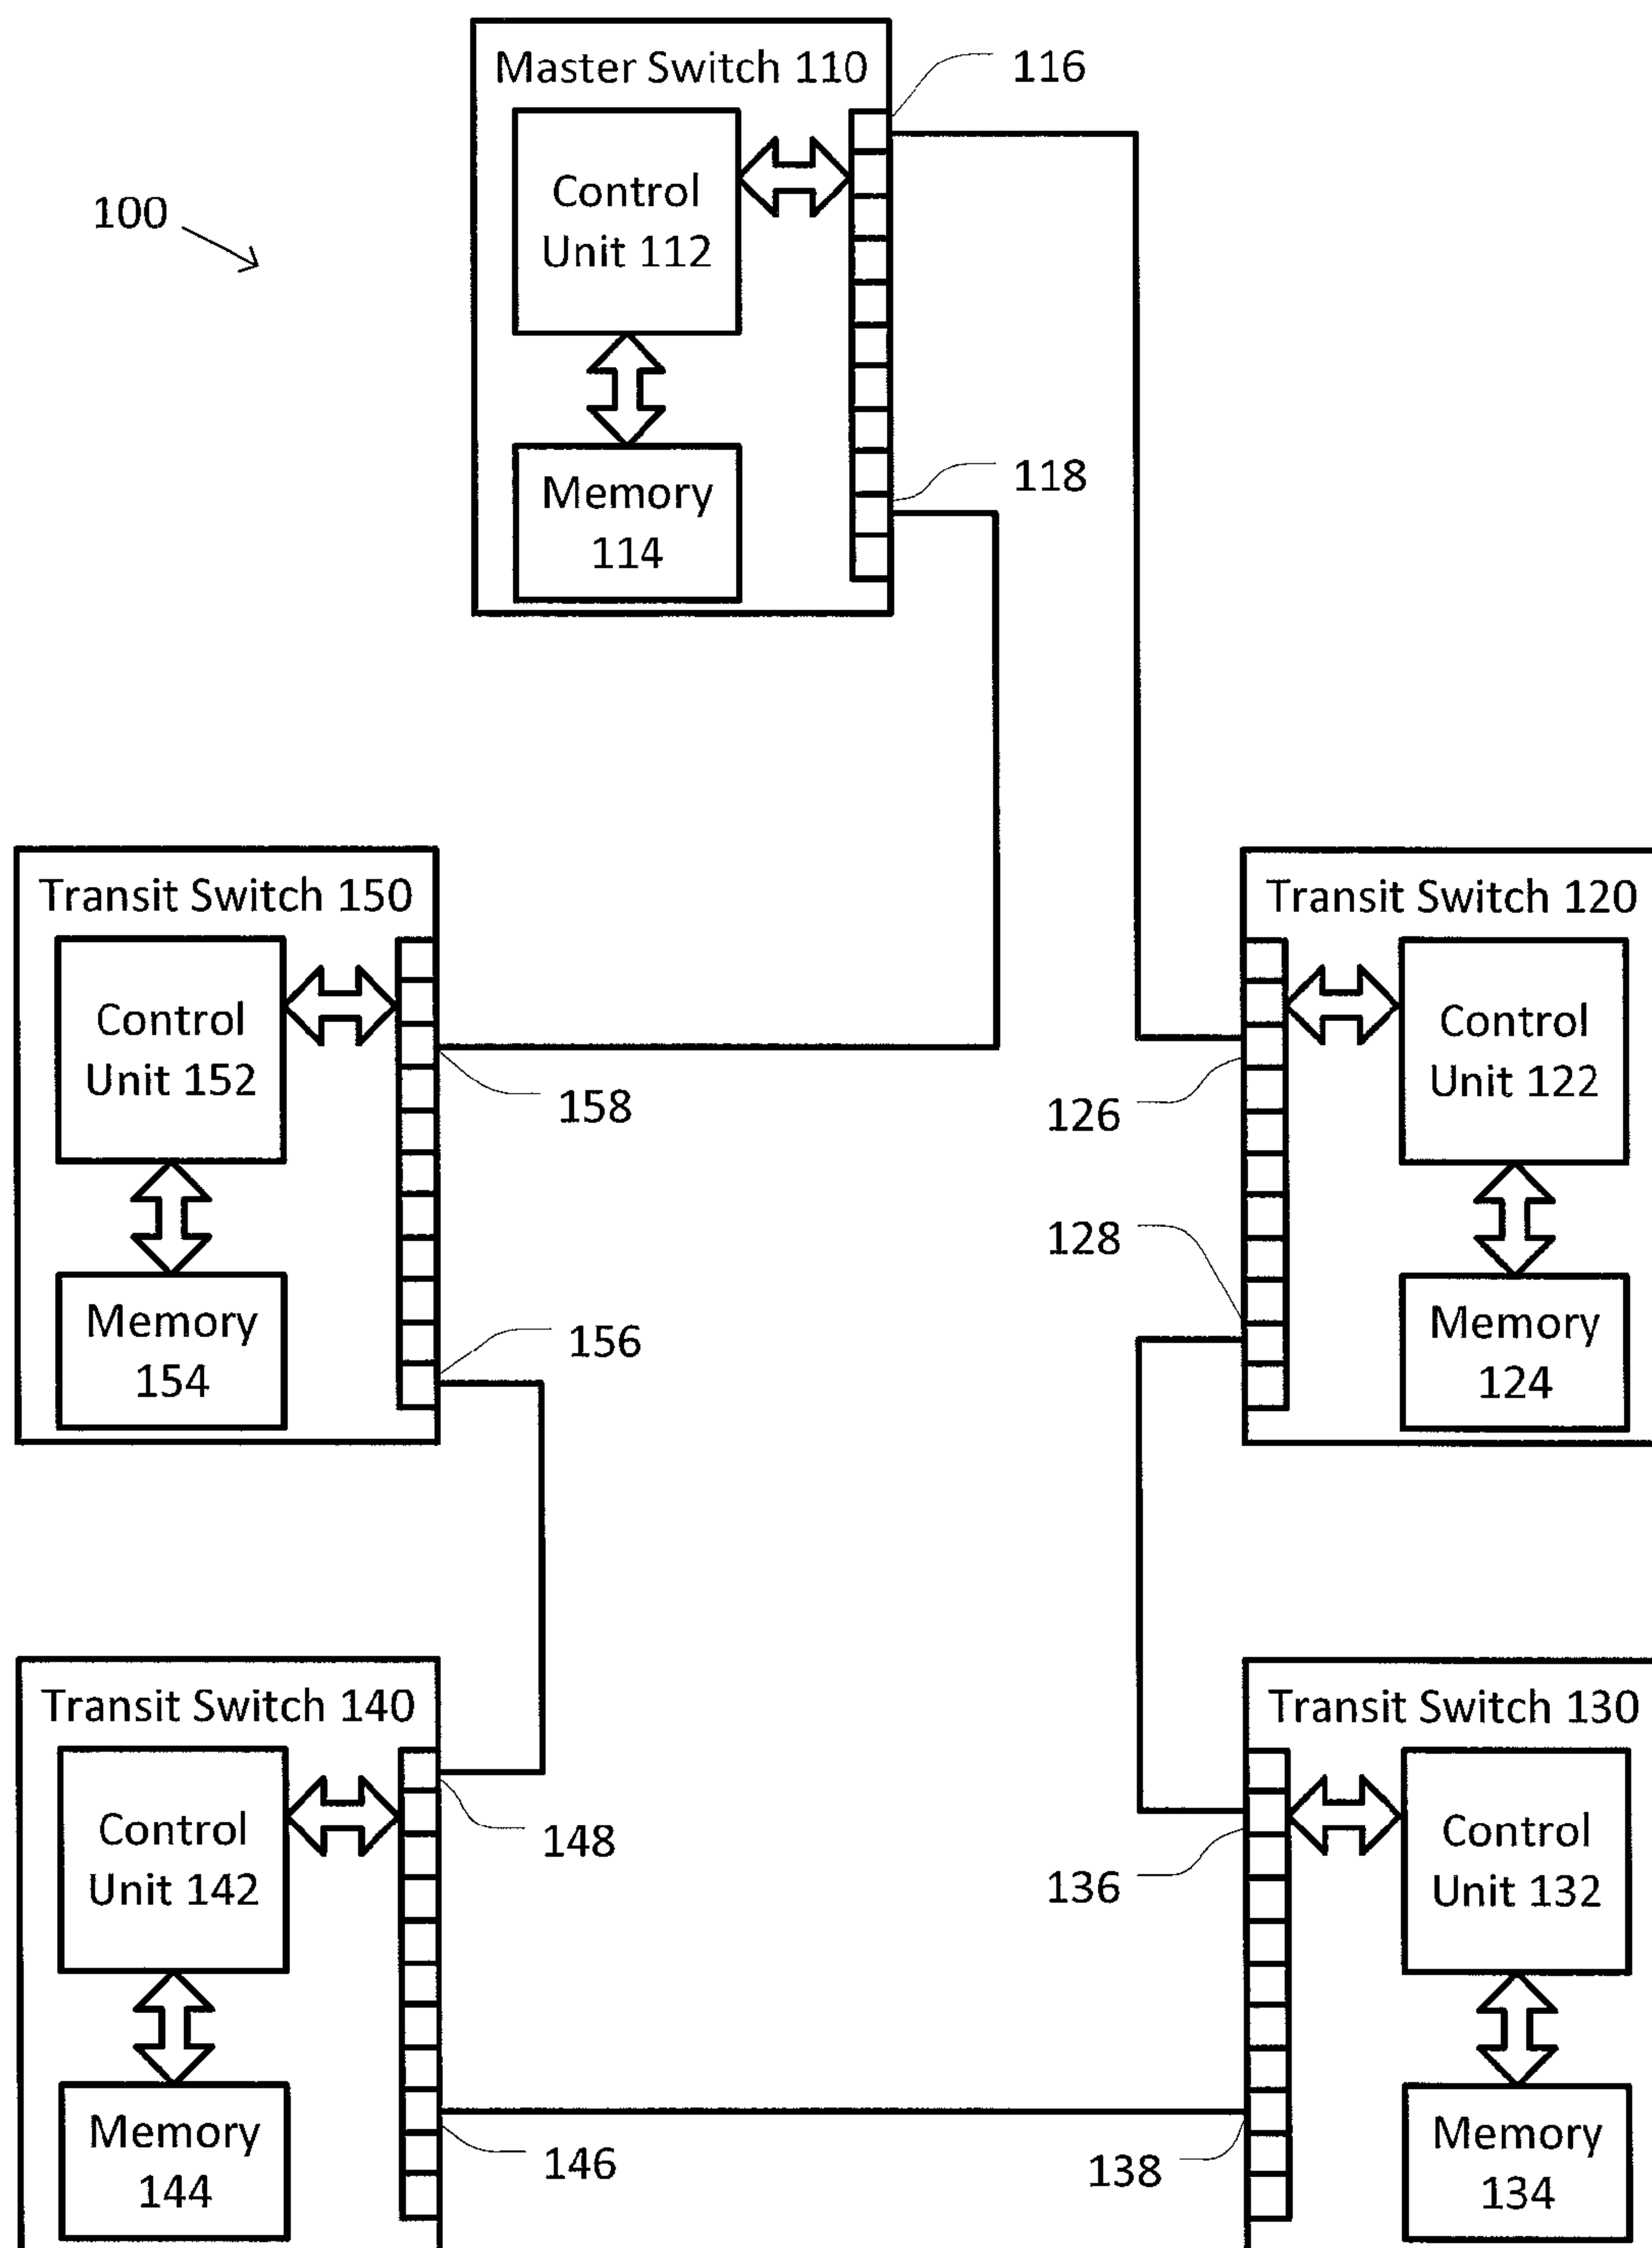 Master Switch 110
116
Control
Unit 112
100
118
Memory
114
Transit Switch 150
Transit Switch 120
Control
Unit 152
Control
Unit 122
158
126
128
Memory
154
156
Memory
124
Transit Switch 140
Transit Switch 130
Control
Unit 142
148
Control
Unit 132
136
Memory
144
146
138
Memory
134